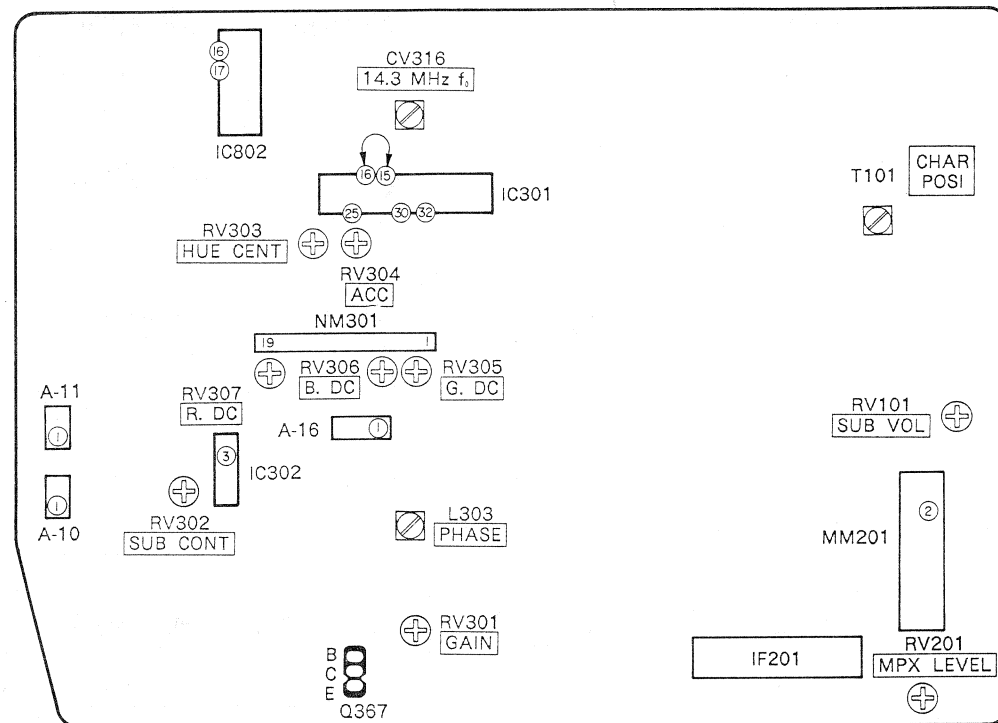 16
17
IC802
CV316
14.3 MHz f₀
16 15
IC301
25 30 32
T101
CHAR
POSI
RV303
HUE CENT
RV304
ACC
NM301
19 1
RV306
B. DC
RV305
G. DC
RV307
R. DC
A-11
1
A-16 1
3
IC302
RV101
SUB VOL
1
A-10
RV302
SUB CONT
L303
PHASE
2
MM201
RV301
GAIN
B
C
E
Q367
IF201
RV201
MPX LEVEL